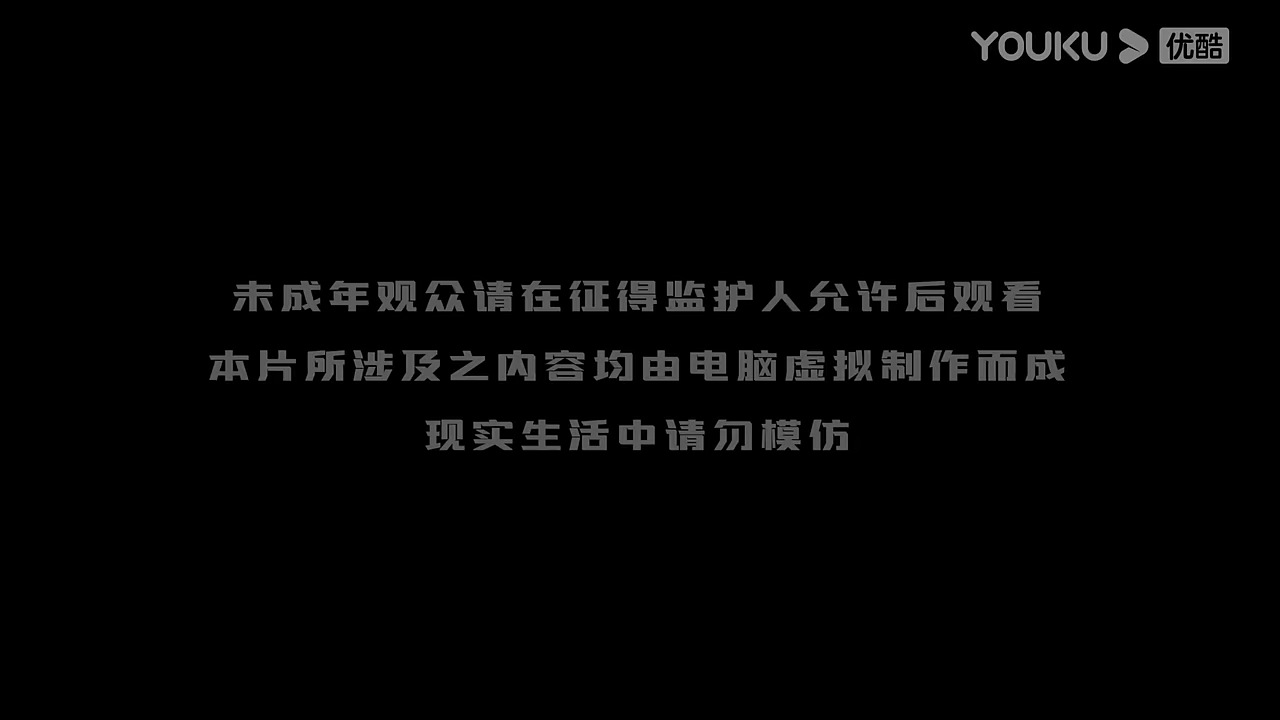 YOUKU 优酷
未成年观众请在征得监护人允许后观看
本片所涉及之内容均由电脑虚拟制作而成
现实生活中请勿模仿